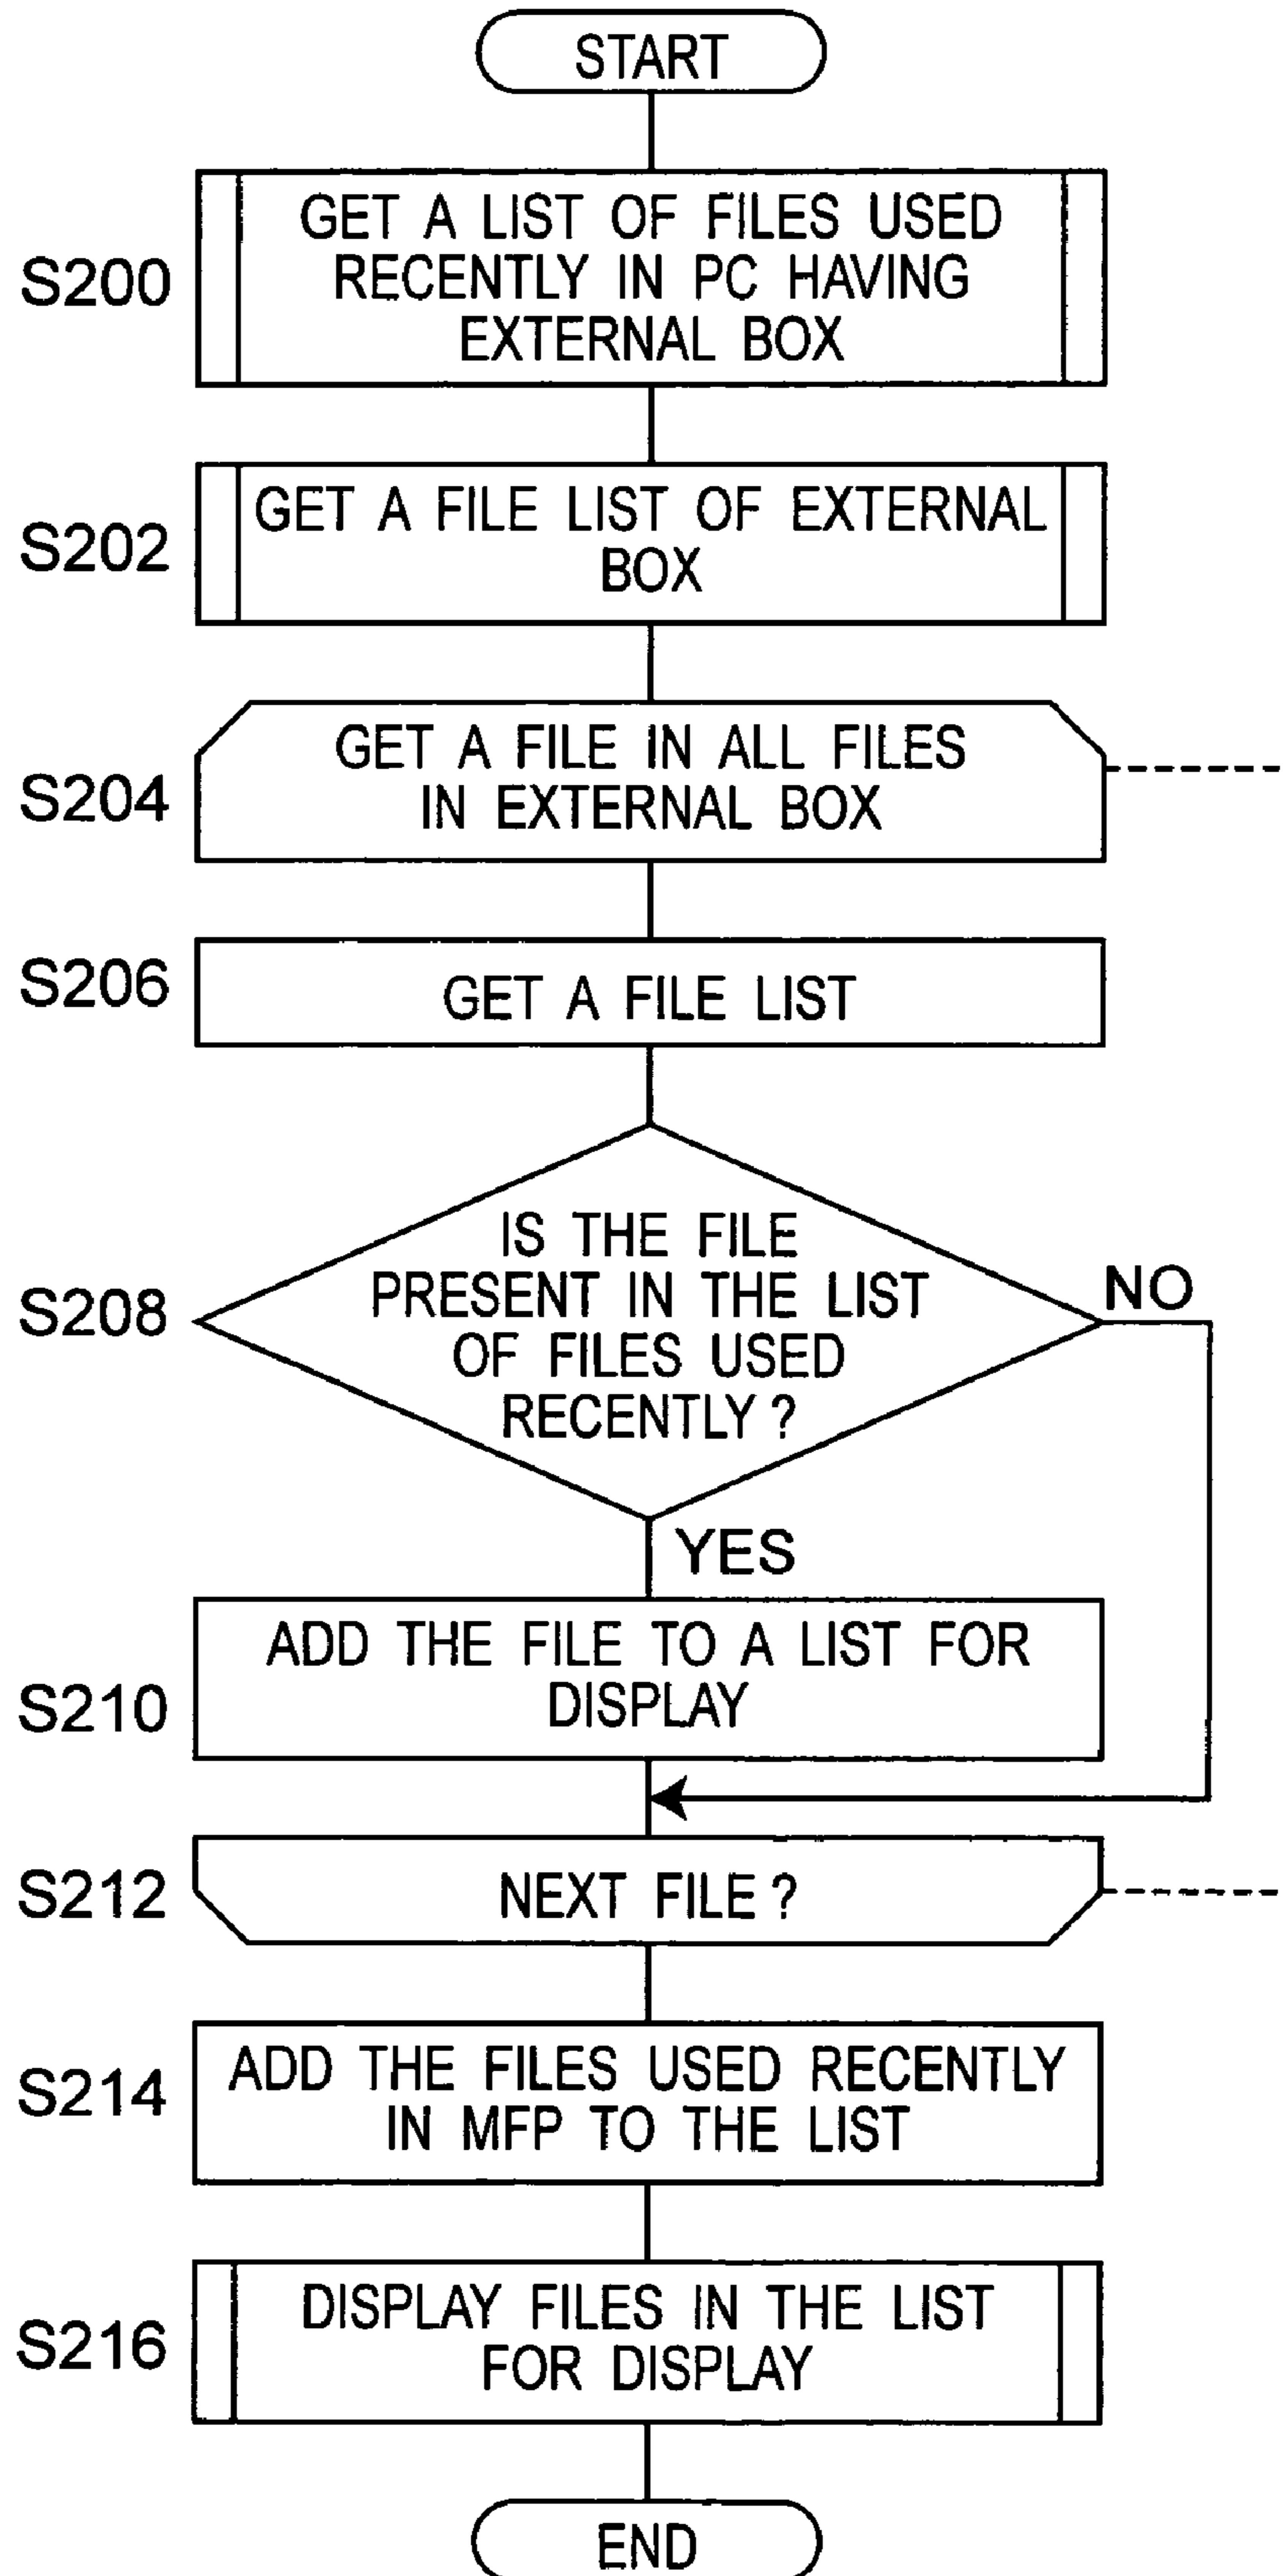 START
S200
GET A LIST OF FILES USED
RECENTLY IN PC HAVING
EXTERNAL BOX
S202
GET A FILE LIST OF EXTERNAL
BOX
S204
GET A FILE IN ALL FILES
IN EXTERNAL BOX
S206
GET A FILE LIST
S208
IS THE FILE
PRESENT IN THE LIST
OF FILES USED
RECENTLY ?
NO
YES
S210
ADD THE FILE TO A LIST FOR
DISPLAY
S212
NEXT FILE ?
S214
ADD THE FILES USED RECENTLY
IN MFP TO THE LIST
S216
DISPLAY FILES IN THE LIST
FOR DISPLAY
END